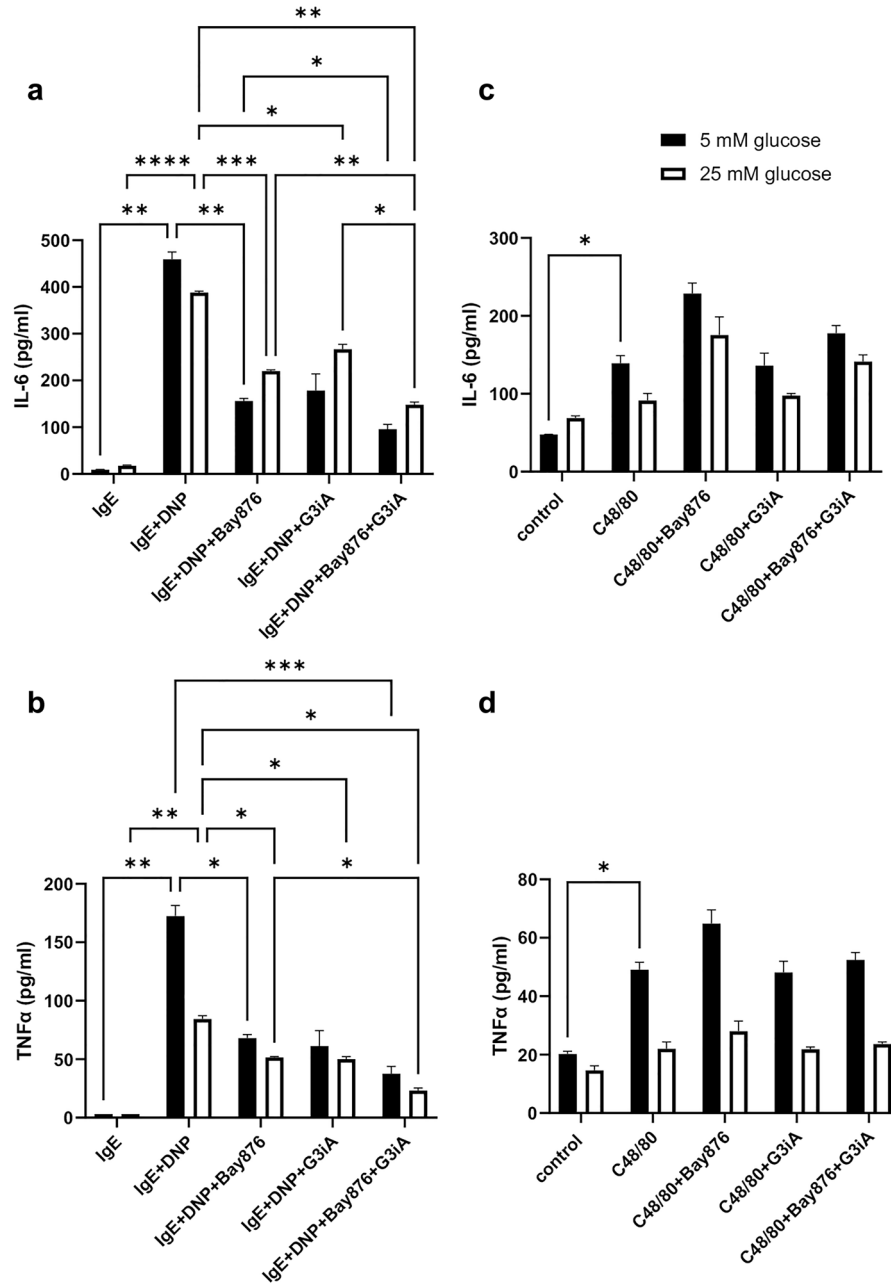 a
**
*
*
**** *** **
** ** *
IL-6 (pg/ml)
500
400
300
200
100
0
IgE
IgE+DNP
IgE+DNP+Bay876
IgE+DNP+G3iA
IgE+DNP+Bay876+G3iA
c
5 mM glucose
25 mM glucose
*
IL-6 (pg/ml)
300
200
100
0
control
C48/80
C48/80+Bay876
C48/80+G3iA
C48/80+Bay876+G3iA
b
***
*
*
** *
** * *
TNFα (pg/ml)
200
150
100
50
0
IgE
IgE+DNP
IgE+DNP+Bay876
IgE+DNP+G3iA
IgE+DNP+Bay876+G3iA
d
*
TNFα (pg/ml)
80
60
40
20
0
control
C48/80
C48/80+Bay876
C48/80+G3iA
C48/80+Bay876+G3iA